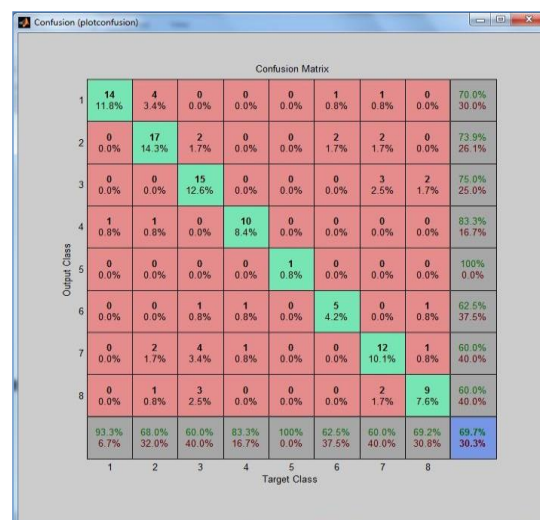 Confusion (plotconfusion)
Confusion Matrix
1 14 4 0 0 0 1 1 0 70.0%
11.8% 3.4% 0.0% 0.0% 0.0% 0.8% 0.8% 0.0% 30.0%
2 0 17 2 0 0 2 2 0 73.9%
0.0% 14.3% 1.7% 0.0% 0.0% 1.7% 1.7% 0.0% 26.1%
3 0 0 15 0 0 0 3 2 75.0%
0.0% 0.0% 12.6% 0.0% 0.0% 0.0% 2.5% 1.7% 25.0%
4 1 1 0 10 0 0 0 0 83.3%
0.8% 0.8% 0.0% 8.4% 0.0% 0.0% 0.0% 0.0% 16.7%
5 0 0 0 0 1 0 0 0 100%
0.0% 0.0% 0.0% 0.0% 0.8% 0.0% 0.0% 0.0% 0.0%
6 0 0 1 1 0 5 0 1 62.5%
0.0% 0.0% 0.8% 0.8% 0.0% 4.2% 0.0% 0.8% 37.5%
7 0 2 4 1 0 0 12 1 60.0%
0.0% 1.7% 3.4% 0.8% 0.0% 0.0% 10.1% 0.8% 40.0%
8 0 1 3 0 0 0 2 9 60.0%
0.0% 0.8% 2.5% 0.0% 0.0% 0.0% 1.7% 7.6% 40.0%
93.3% 68.0% 60.0% 83.3% 100% 62.5% 60.0% 69.2% 69.7%
6.7% 32.0% 40.0% 16.7% 0.0% 37.5% 40.0% 30.8% 30.3%
1 2 3 4 5 6 7 8
Target Class
Output Class